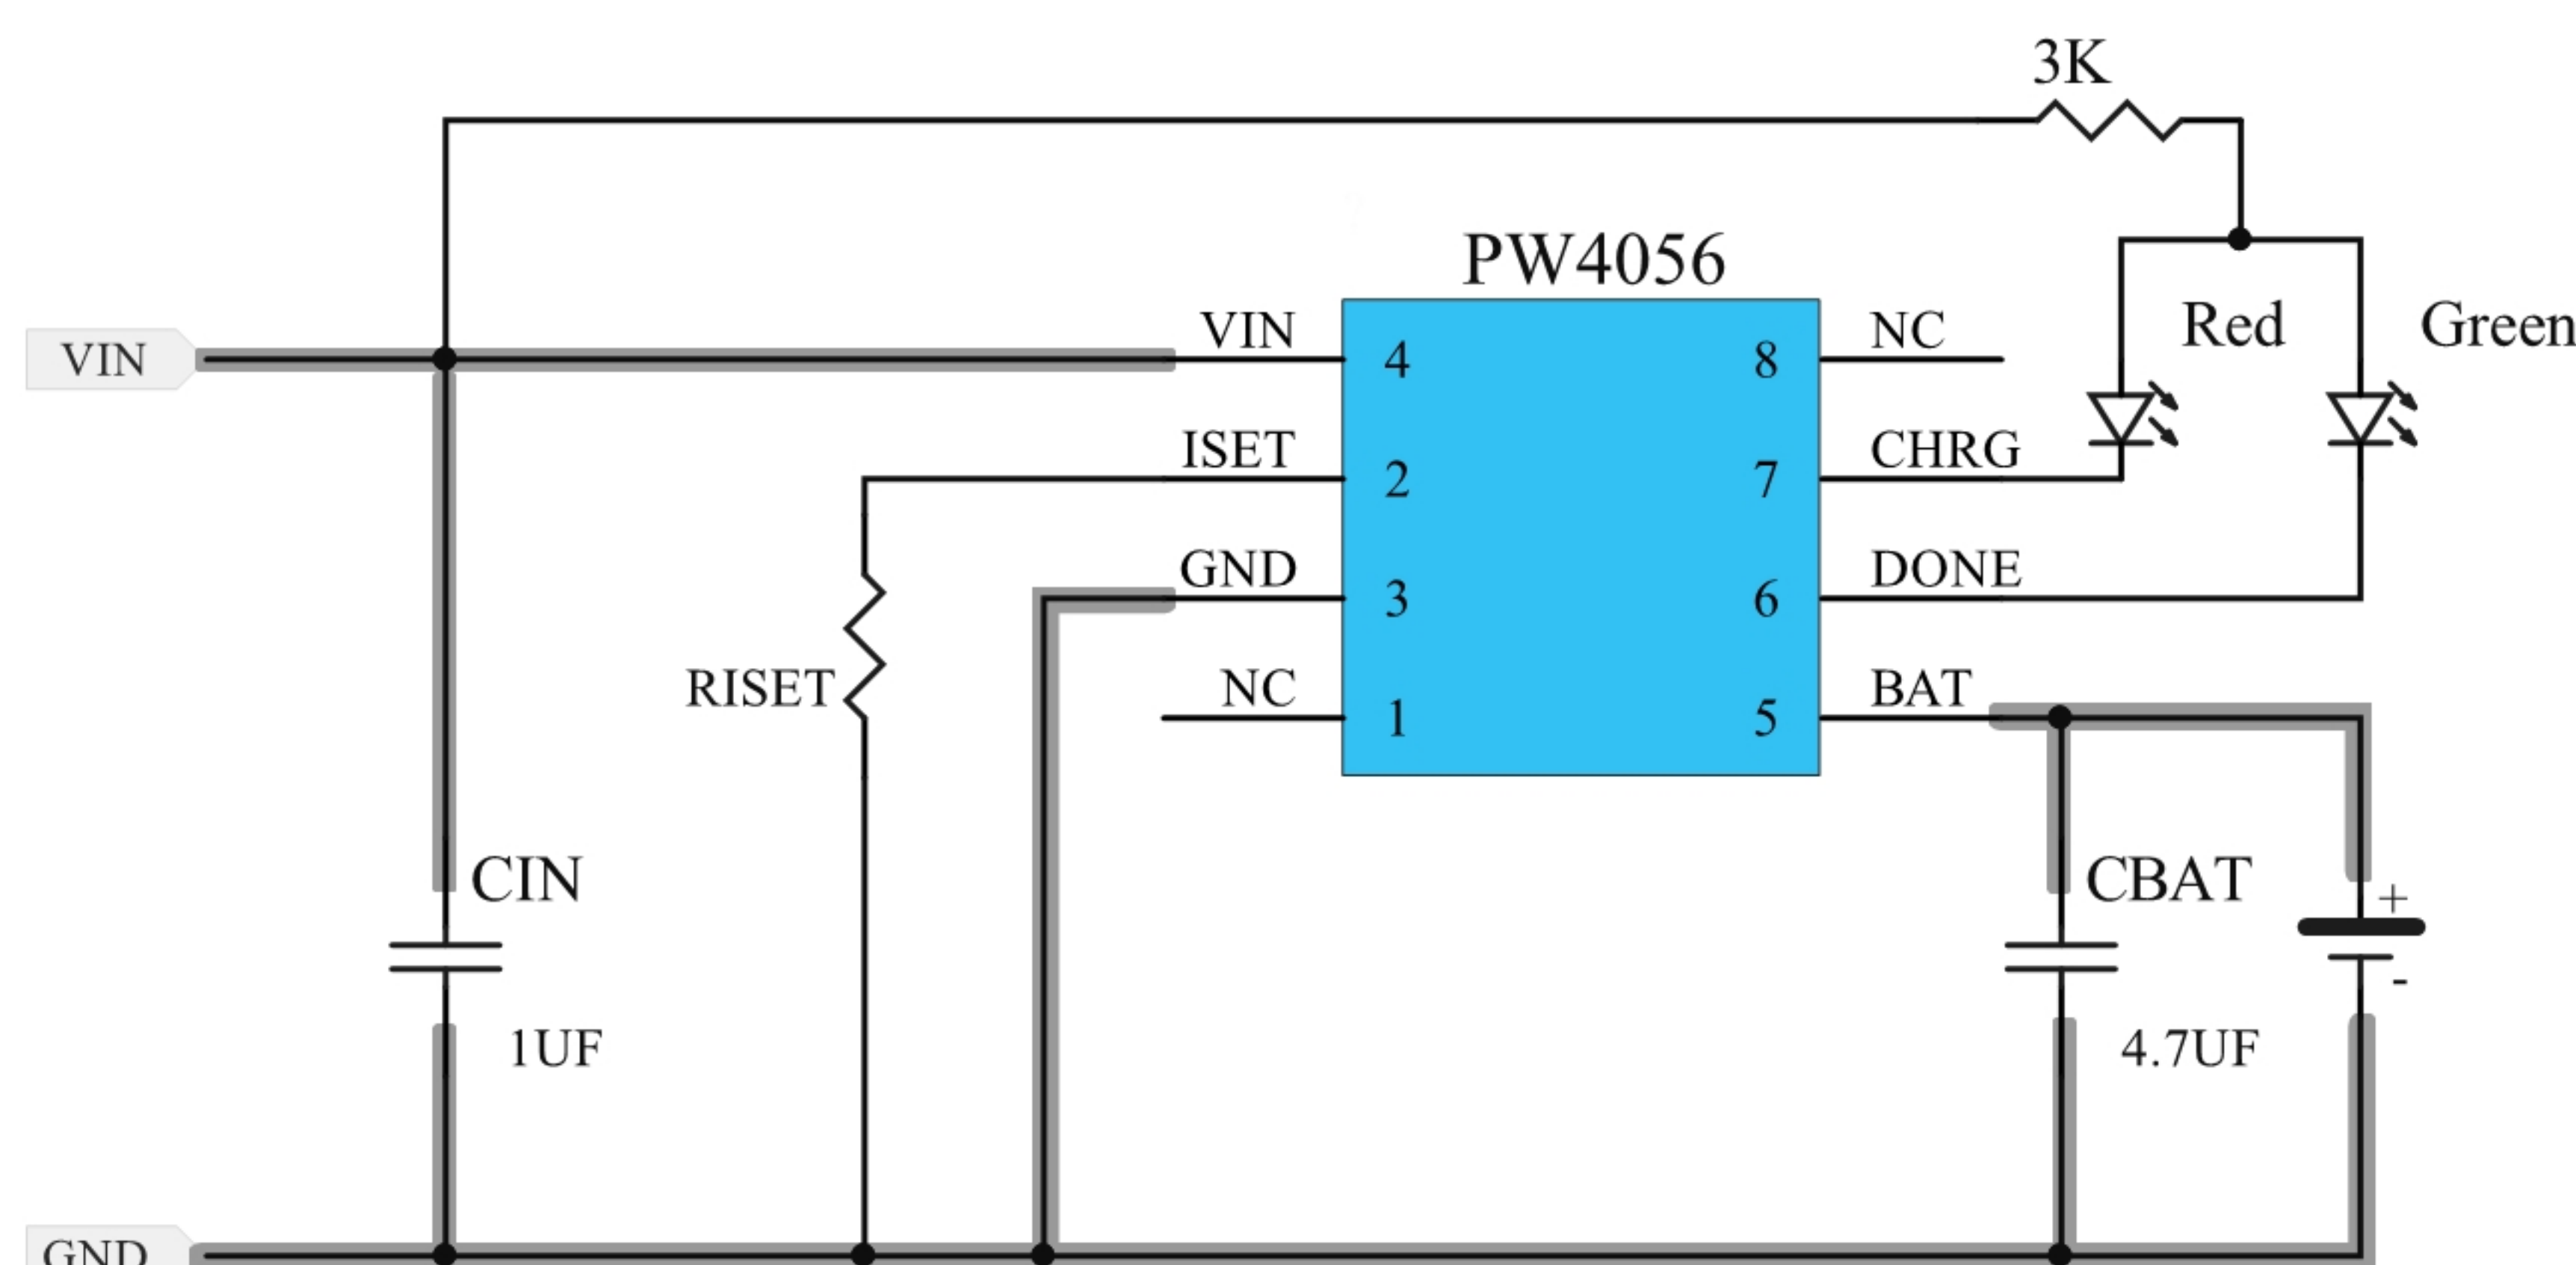 3K
PW4056
Red
Green
VIN
VIN
4
8
NC
ISET
2
7
CHRG
GND
3
6
DONE
RISET
NC
1
5
BAT
CIN
CBAT
+
-
1UF
4.7UF
GND